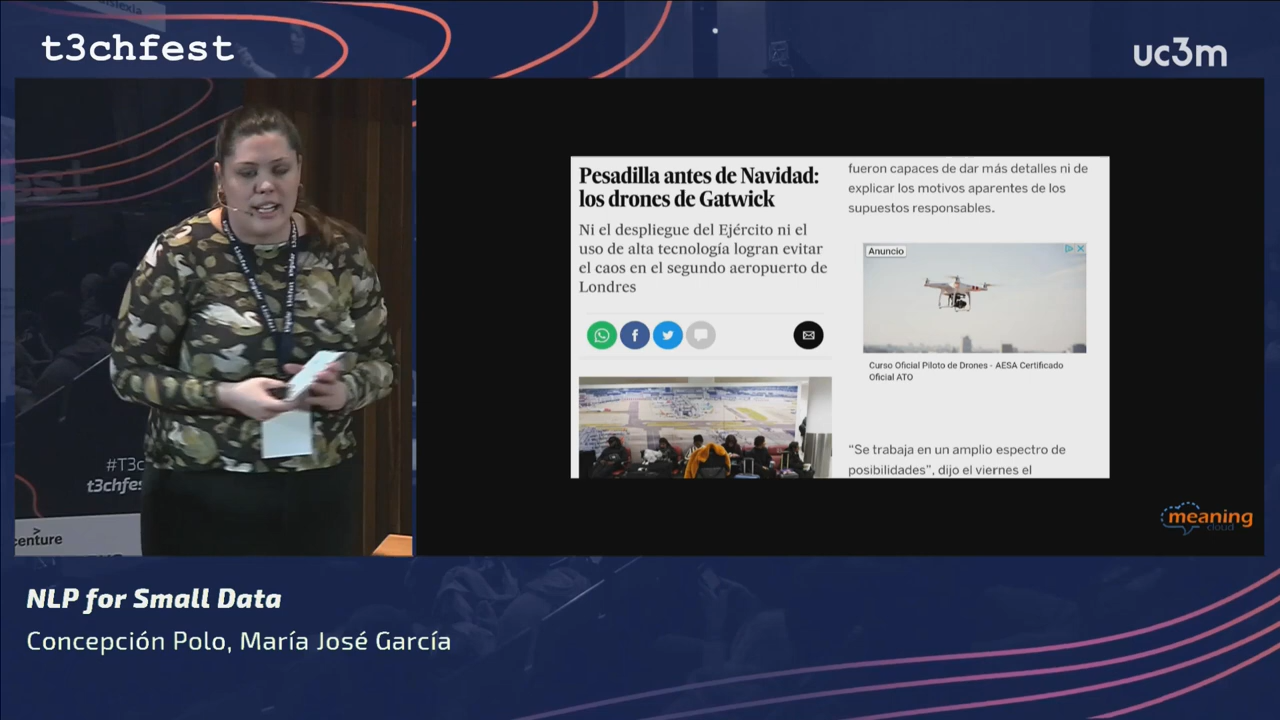 t3chfest
uc3m
Pesadilla antes de Navidad:
los drones de Gatwick
Ni el despliegue del Ejército ni el
uso de alta tecnología logran evitar
el caos en el segundo aeropuerto de
Londres
fueron capaces de dar más detalles ni de
explicar los motivos aparentes de los
supuestos responsables.
Anuncio
Curso Oficial Piloto de Drones - AESA Certificado
Oficial ATO
“Se trabaja en un amplio espectro de
posibilidades”, dijo el viernes el
#T3c
t3chfes
centure
meaning
cloud
NLP for Small Data
Concepción Polo, María José García